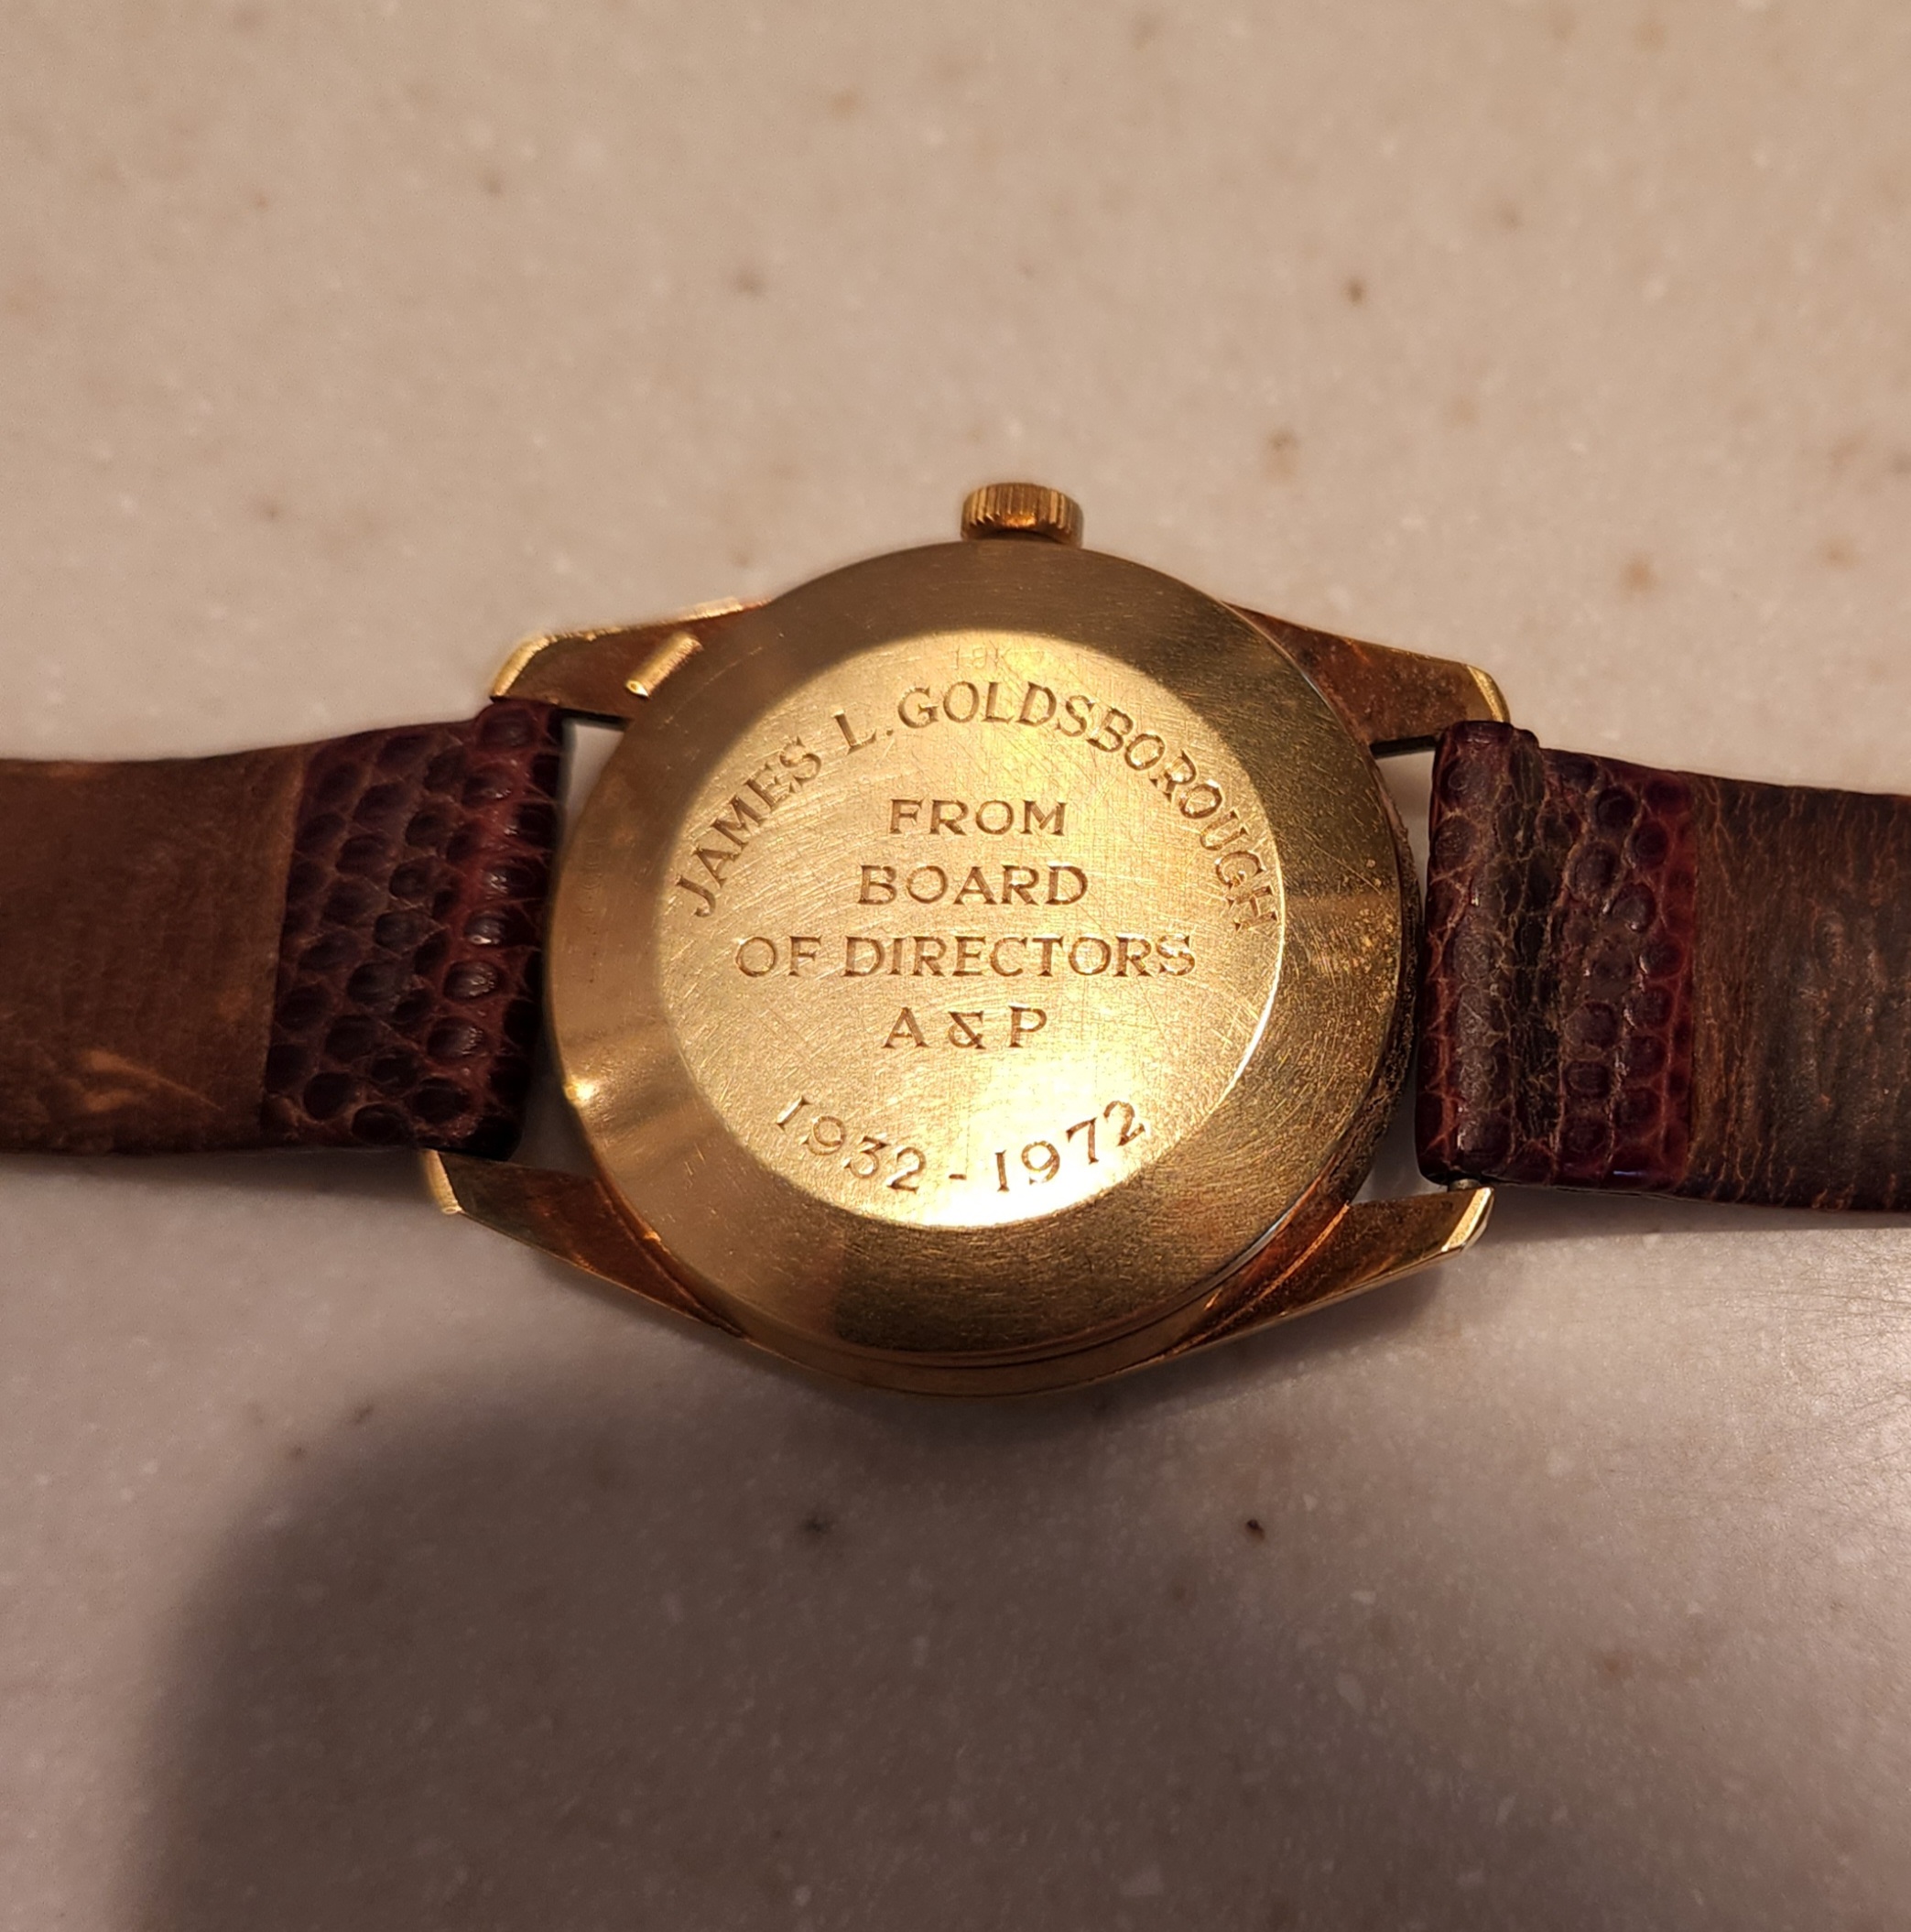 JAMES L. GOLDSBOROUGH
FROM
BOARD
OF DIRECTORS
A & P
1932 - 1972